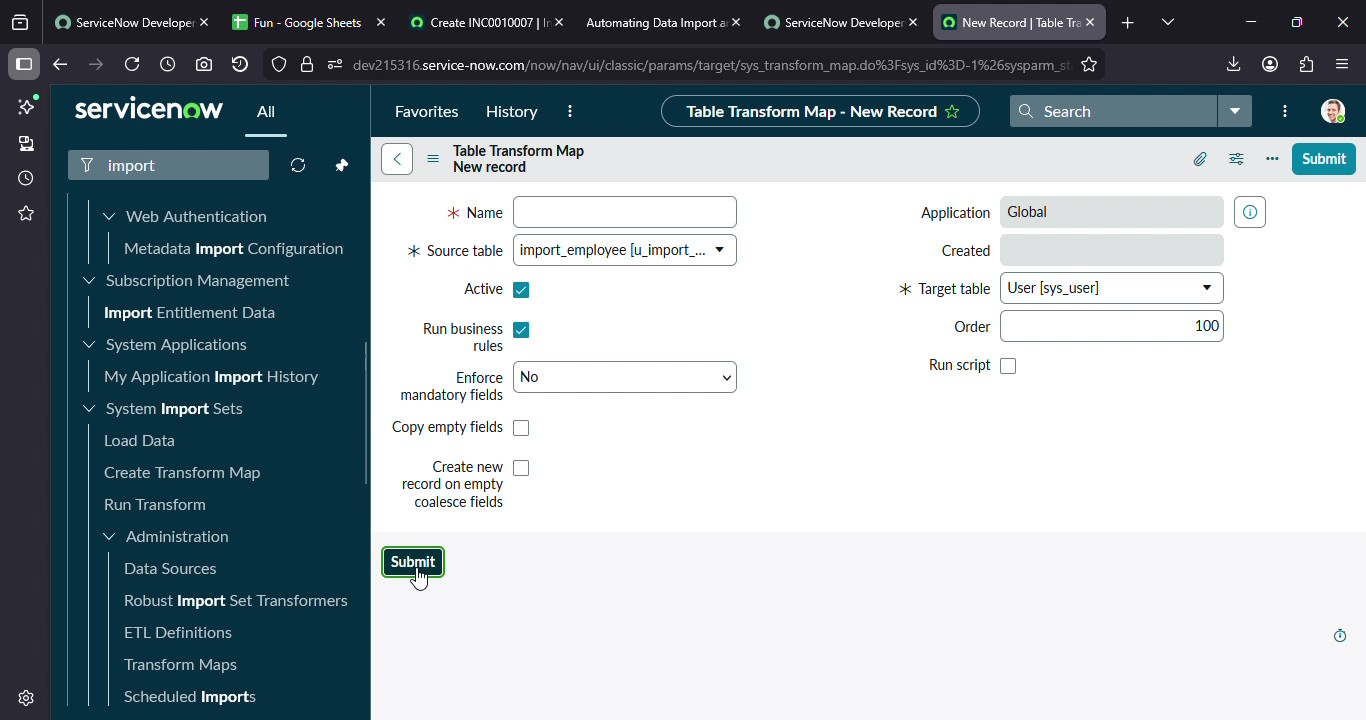 ServiceNow Developer
Fun - Google Sheets
Create INC0010007 | In
Automating Data Import a
ServiceNow Developer
New Record | Table Tra
dev215316.service-now.com/now/nav/ui/classic/params/target/sys_transform_map.do%3Fsys_id%3D-1%26sysparm_st
servicenow
All
Favorites
History
Table Transform Map - New Record
Search
import
Table Transform Map
New record
Submit
Web Authentication
Metadata Import Configuration
Subscription Management
Import Entitlement Data
System Applications
My Application Import History
System Import Sets
Load Data
Create Transform Map
Run Transform
Administration
Data Sources
Robust Import Set Transformers
ETL Definitions
Transform Maps
Scheduled Imports
Name
Source table
import_employee [u_import_...
Active
Run business
rules
Enforce
mandatory fields
No
Copy empty fields
Create new
record on empty
coalesce fields
Application
Global
Created
Target table
User [sys_user]
Order
100
Run script
Submit